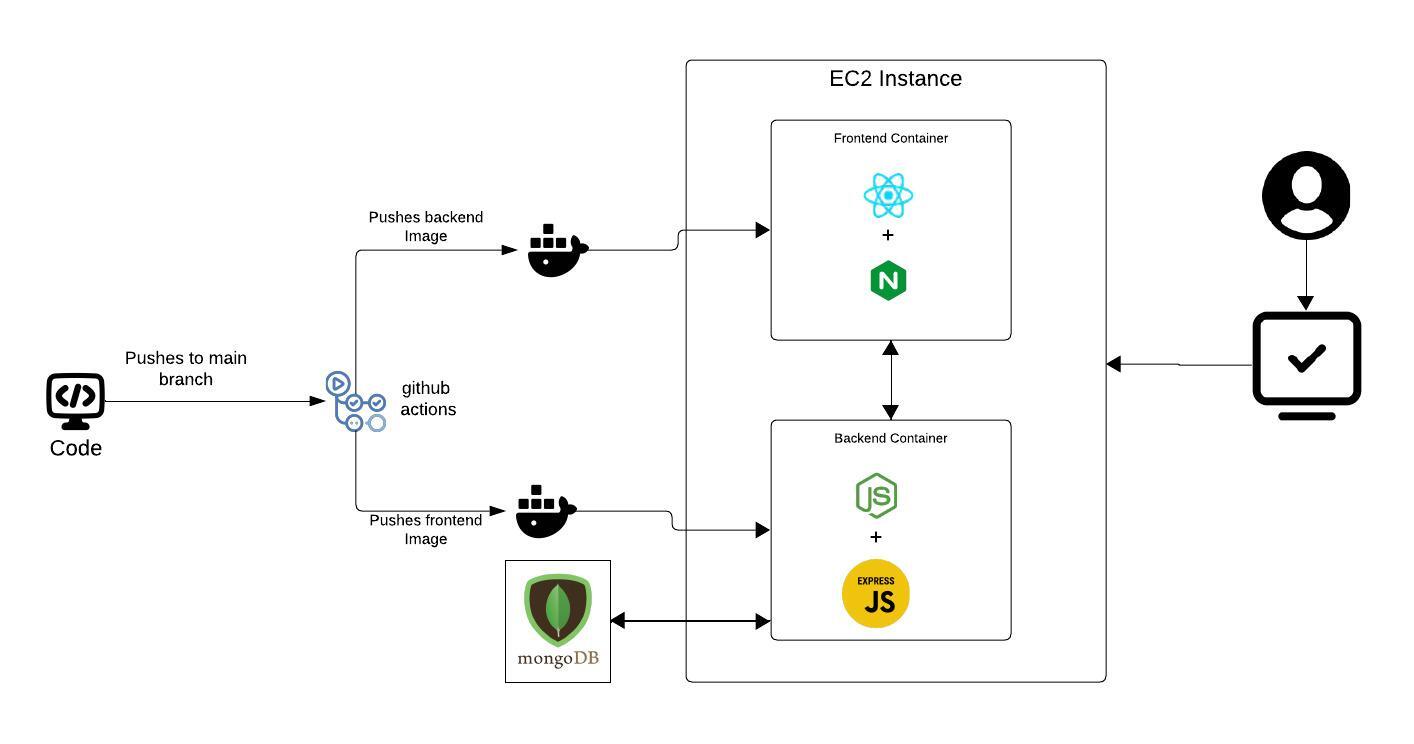 EC2 Instance
Frontend Container
+
N
Pushes backend
Image
Pushes to main
branch
</>
Code
github
actions
Pushes frontend
Image
Backend Container
JS
+
EXPRESS
JS
mongoDB